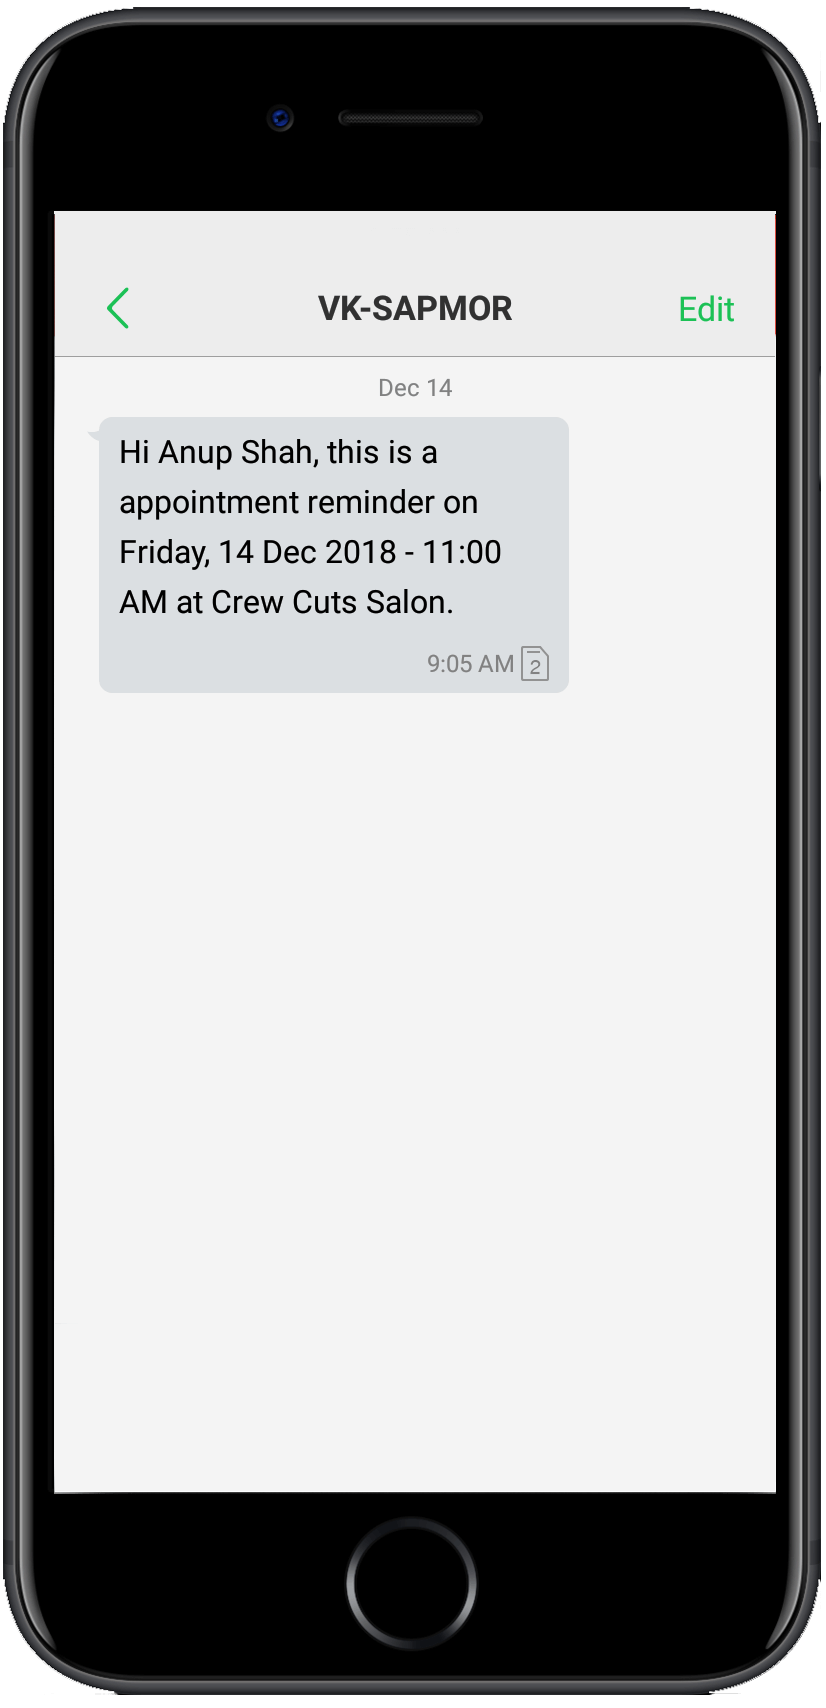 VK-SAPMOR
Edit
Dec 14
Hi Anup Shah, this is a
appointment reminder on
Friday, 14 Dec 2018 - 11:00
AM at Crew Cuts Salon.
9:05 AM 2